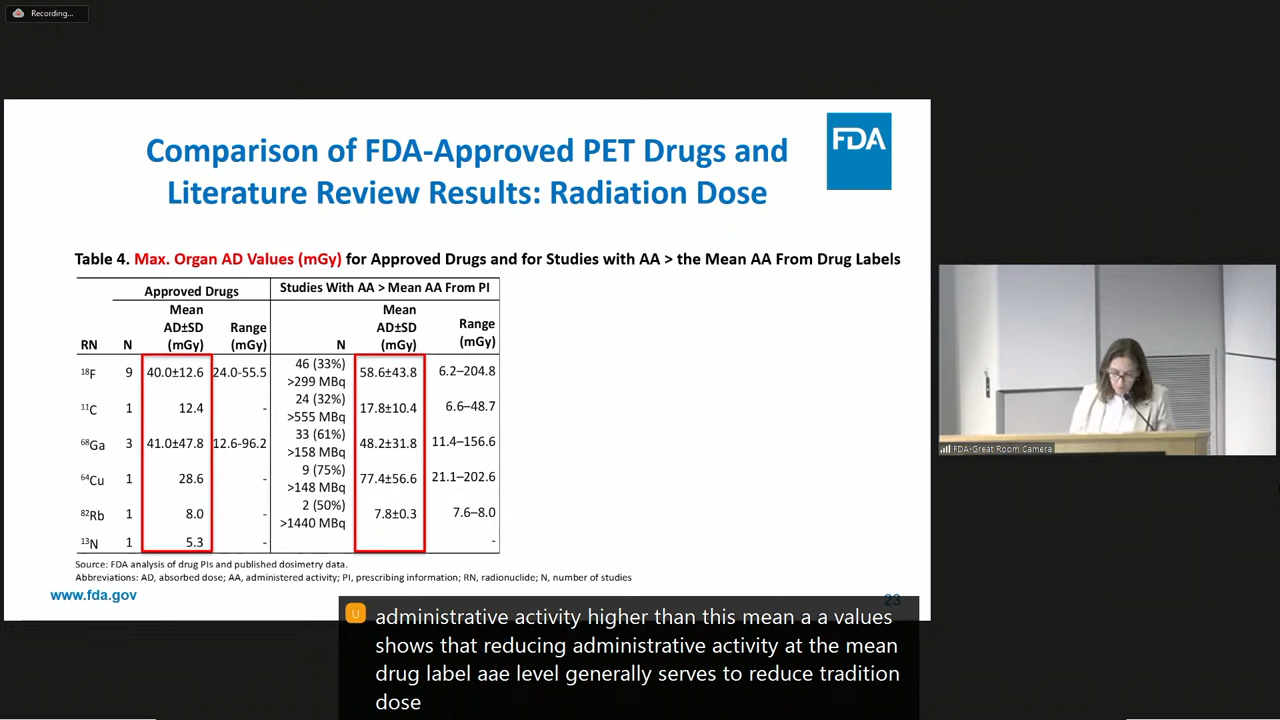 Recording...
Comparison of FDA-Approved PET Drugs and
Literature Review Results: Radiation Dose
FDA
Table 4. Max. Organ AD Values (mGy) for Approved Drugs and for Studies with AA > the Mean AA From Drug Labels
Approved Drugs Studies With AA > Mean AA From PI
RN N Mean AD±SD (mGy) Range (mGy) N Mean AD±SD (mGy) Range (mGy)
18F 9 40.0±12.6 24.0-55.5 46 (33%) >299 MBq 58.6±43.8 6.2–204.8
11C 1 12.4 - 24 (32%) >555 MBq 17.8±10.4 6.6–48.7
68Ga 3 41.0±47.8 12.6-96.2 33 (61%) >158 MBq 48.2±31.8 11.4–156.6
64Cu 1 28.6 - 9 (75%) >148 MBq 77.4±56.6 21.1–202.6
82Rb 1 8.0 - 2 (50%) >1440 MBq 7.8±0.3 7.6–8.0
13N 1 5.3 - -
Source: FDA analysis of drug PIs and published dosimetry data.
Abbreviations: AD, absorbed dose; AA, administered activity; PI, prescribing information; RN, radionuclide; N, number of studies
www.fda.gov
23
FDA-Great Room Camera
U
administrative activity higher than this mean a a values
shows that reducing administrative activity at the mean
drug label aae level generally serves to reduce tradition
dose